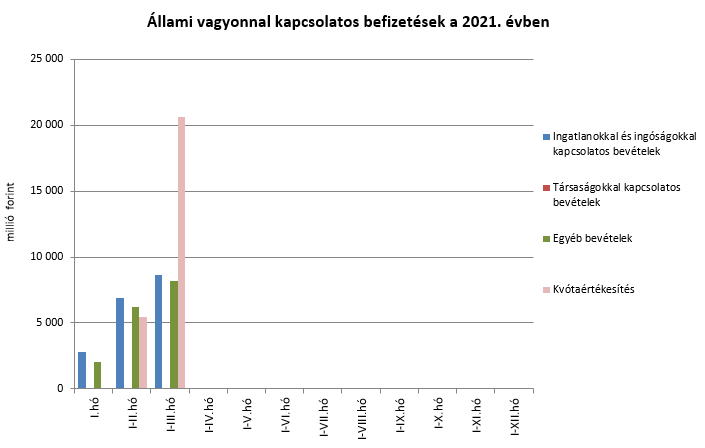 Állami vagyonnal kapcsolatos befizetések a 2021. évben
25 000
20 000
15 000
10 000
5 000
0
millió forint
I.hó
I-II.hó
I-III.hó
I-IV.hó
I-V.hó
I-VI.hó
I-VII.hó
I-VIII.hó
I-IX.hó
I-X.hó
I-XI.hó
I-XII.hó
Ingatlanokkal és ingóságokkal
kapcsolatos bevételek
Társaságokkal kapcsolatos
bevételek
Egyéb bevételek
Kvótaértékesítés